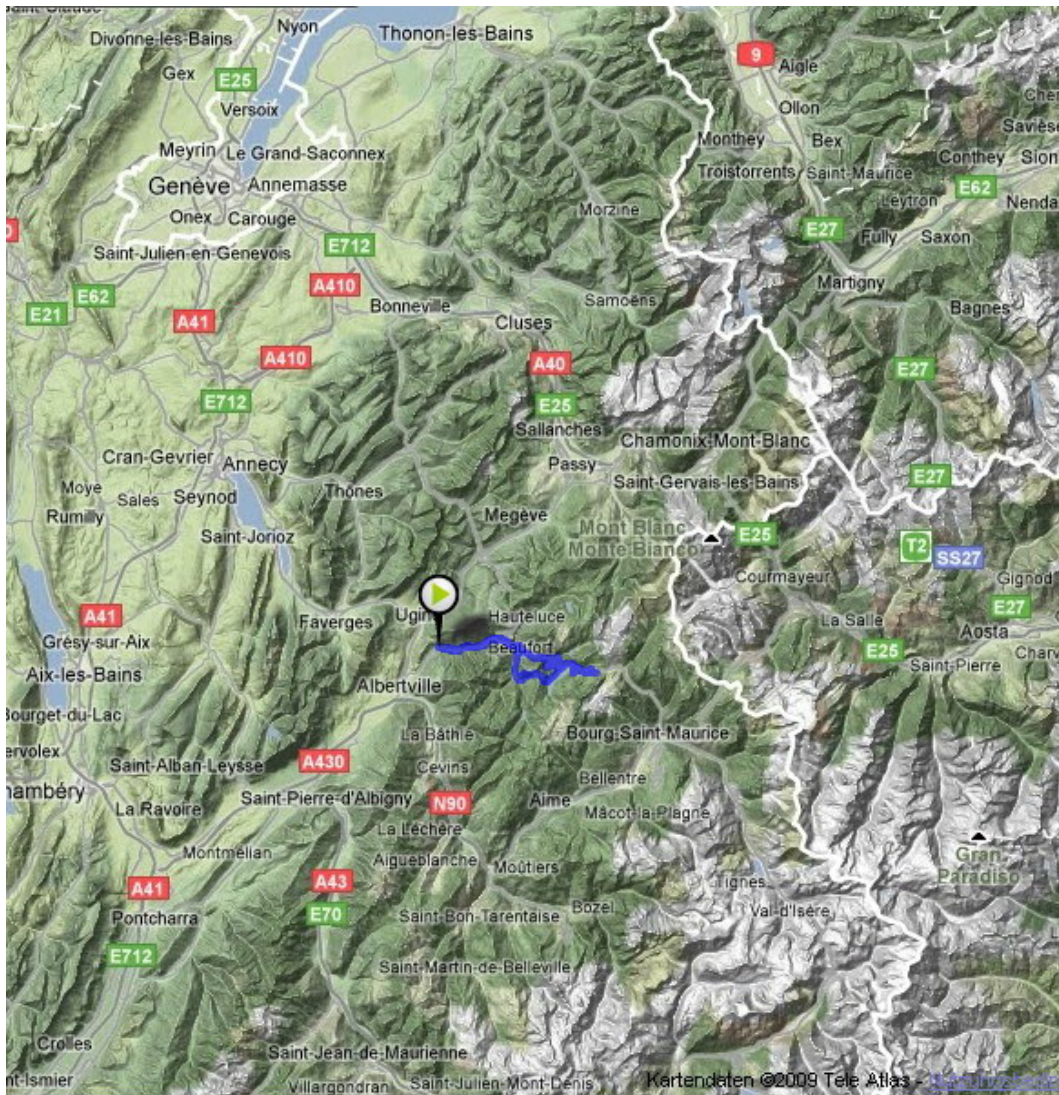 Nyon
Thonon-les-Bains
Divonne-les-Bains
9
Aigle
Gex
E25
Versoix
Ollon
Monthey
Bex
Meyrin
Le Grand-Saconnex
Troistorrents
Saint-Maurice
Conthey
Sion
Genève
Annemasse
E62
Leytron
Nenda
Onex
Carouge
Morzine
E27
Fully
Saxon
E712
Saint-Julien-en-Genevois
A410
Martigny
E62
E21
Bonneville
Samoëns
Bagnes
A41
Cluses
A410
A40
E27
E712
E25
Sallanches
Chamonix-Mont-Blanc
Cran-Gevrier
Annecy
Passy
E27
Moye
Sales
Seynod
Thônes
Saint-Gervais-les-Bains
Rumilly
Megève
Saint-Jorioz
Mont Blanc
Monte Bianco
E25
T2
SS27
Courmayeur
Gignod
A41
Faverges
Ugine
Hauteluce
La Salle
E27
Grésy-sur-Aix
Beaufort
Aosta
Aix-les-Bains
E25
Saint-Pierre
Charv
Albertville
Bourget-du-Lac
La Bâthie
Bourg-Saint-Maurice
ervolex
Saint-Alban-Leysse
A430
Cevins
Bellentre
hambéry
La Ravoire
Saint-Pierre-d'Albigny
N90
Aime
Mâcot-la-Plagne
La Léchère
Montmélian
Aigueblanche
Moûtiers
Gran
Paradiso
A41
A43
Tignes
Pontcharra
E70
Saint-Bon-Tarentaise
Bozel
Val-d'Isère
E712
Saint-Martin-de-Belleville
Crolles
Saint-Jean-de-Maurienne
nt-Ismier
Villargondran
Saint-Julien-Mont-Denis
Kartendaten ©2009 Tele Atlas -